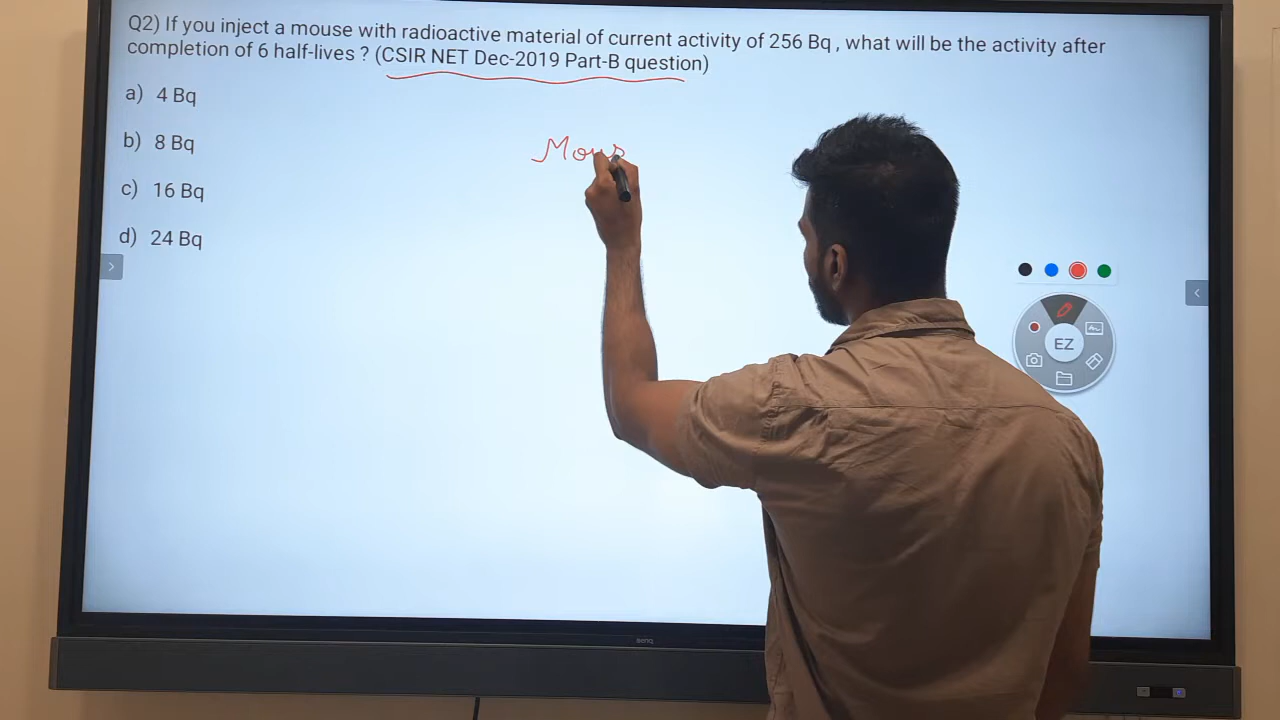 Q2) If you inject a mouse with radioactive material of current activity of 256 Bq , what will be the activity after
completion of 6 half-lives ? (CSIR NET Dec-2019 Part-B question)
a) 4 Bq
b) 8 Bq
c) 16 Bq
d) 24 Bq
Mous
EZ
BenQ